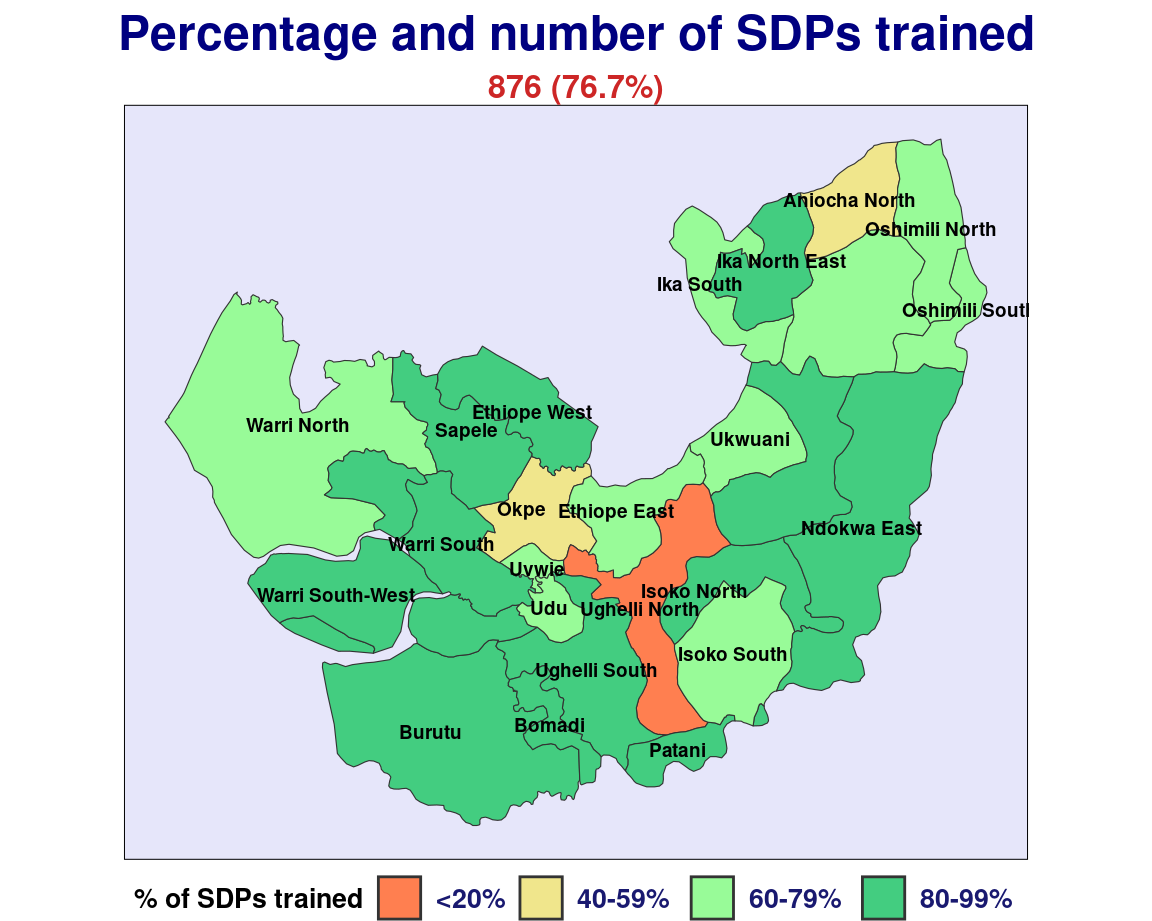 Percentage and number of SDPs trained
876 (76.7%)
Aniocha North
Oshimili North
Ika North East
Ika South
Oshimili South
Ethiope West
Warri North
Sapele
Ukwuani
Okpe
Ethiope East
Ndokwa East
Warri South
Uvwie
Isoko North
Warri South-West
Udu
Ughelli North
Isoko South
Ughelli South
Bomadi
Burutu
Patani
% of SDPs trained
<20%
40-59%
60-79%
80-99%